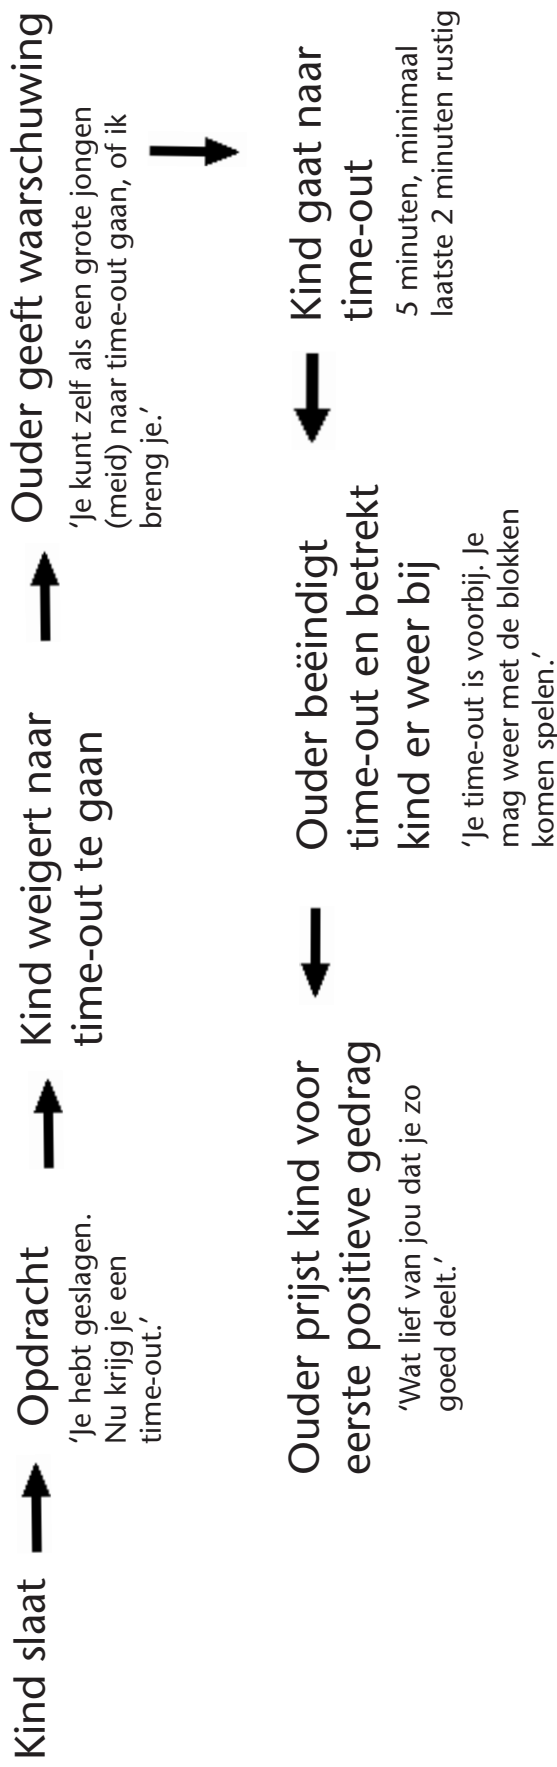 Kind slaat
Opdracht
‘Je hebt geslagen.
Nu krijg je een
time-out.’
Kind weigert naar
time-out te gaan
Ouder geeft waarschuwing
‘Je kunt zelf als een grote jongen
(meid) naar time-out gaan, of ik
breng je.’
Kind gaat naar
time-out
5 minuten, minimaal
laatste 2 minuten rustig
Ouder beëindigt
time-out en betrekt
kind er weer bij
‘Je time-out is voorbij. Je
mag weer met de blokken
komen spelen.’
Ouder prijst kind voor
eerste positieve gedrag
‘Wat lief van jou dat je zo
goed deelt.’